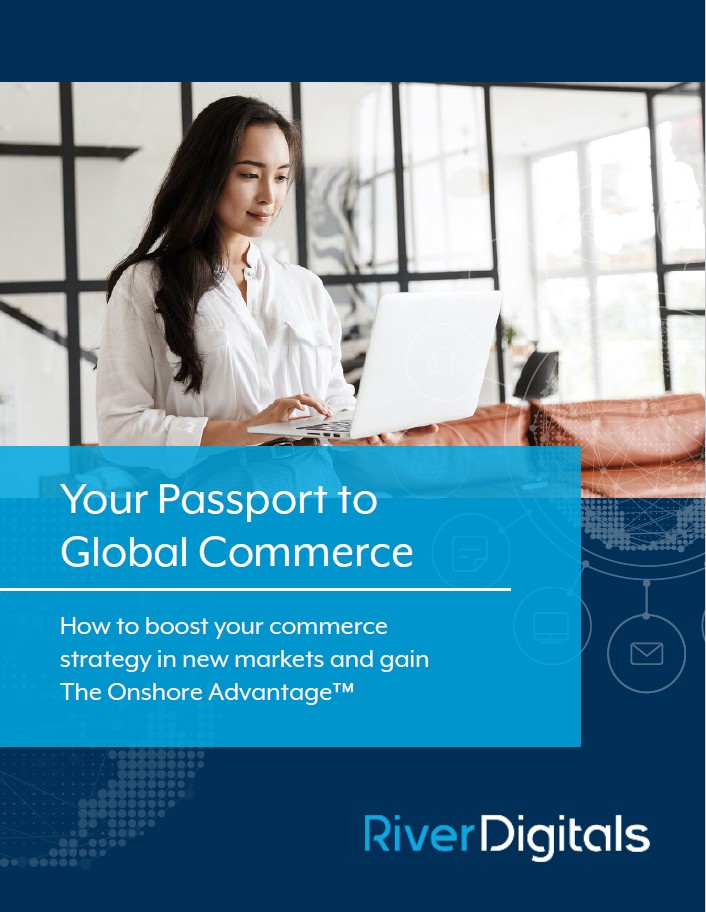 Your Passport to
Global Commerce
How to boost your commerce
strategy in new markets and gain
The Onshore Advantage™
RiverDigitals